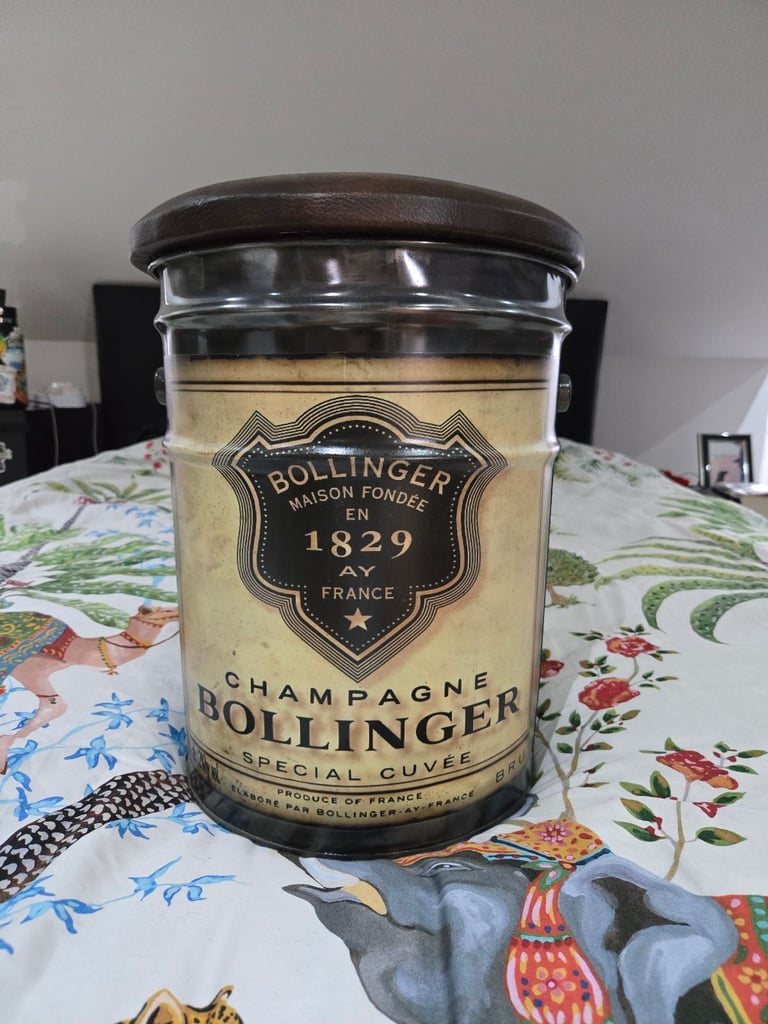 BOLLINGER
MAISON FONDÉE
EN
1829
AY
FRANCE
CHAMPAGNE
BOLLINGER
SPECIAL CUVÉE
PRODUCE OF FRANCE
ÉLABORÉ PAR BOLLINGER-AY-FRANCE
BRU